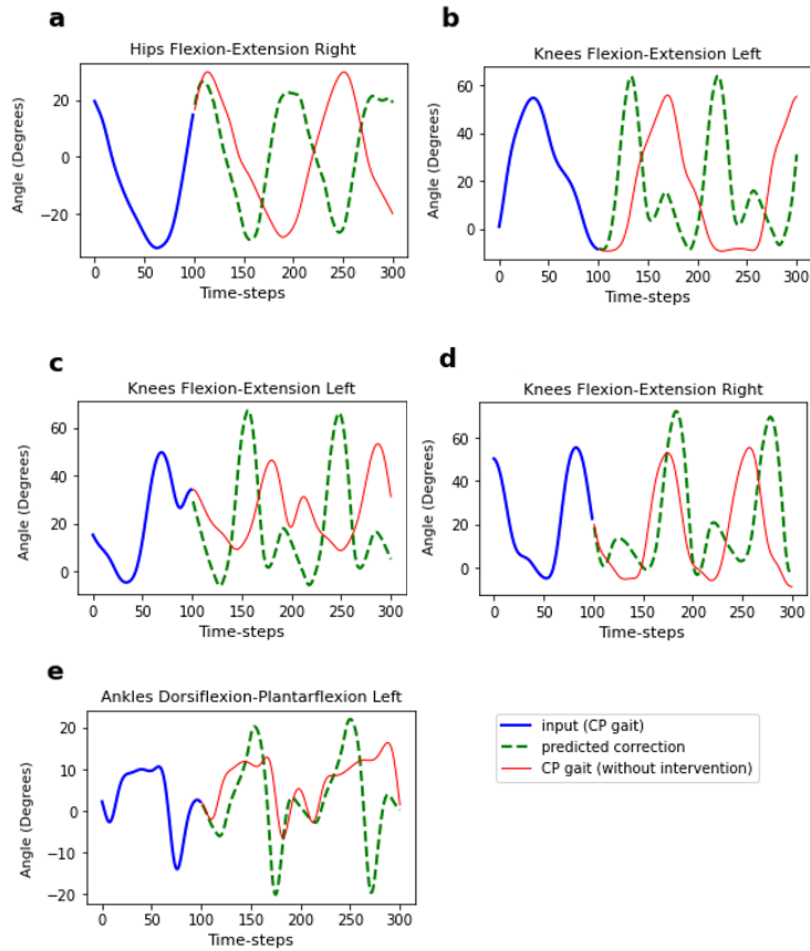 a
Hips Flexion-Extension Right
Angle (Degrees)
20
0
−20
0 50 100 150 200 250 300
Time-steps
b
Knees Flexion-Extension Left
Angle (Degrees)
60
40
20
0
0 50 100 150 200 250 300
Time-steps
c
Knees Flexion-Extension Left
Angle (Degrees)
60
40
20
0
0 50 100 150 200 250 300
Time-steps
d
Knees Flexion-Extension Right
Angle (Degrees)
60
40
20
0
0 50 100 150 200 250 300
Time-steps
e
Ankles Dorsiflexion-Plantarflexion Left
Angle (Degrees)
20
10
0
−10
−20
0 50 100 150 200 250 300
Time-steps
input (CP gait)
predicted correction
CP gait (without intervention)